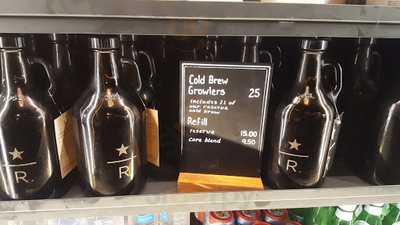 Cold Brew
Growlers 25
includes 2L of
our reserve
cold brew
Refill
reserve 15.00
core blend 9.50
R.
R.
R.